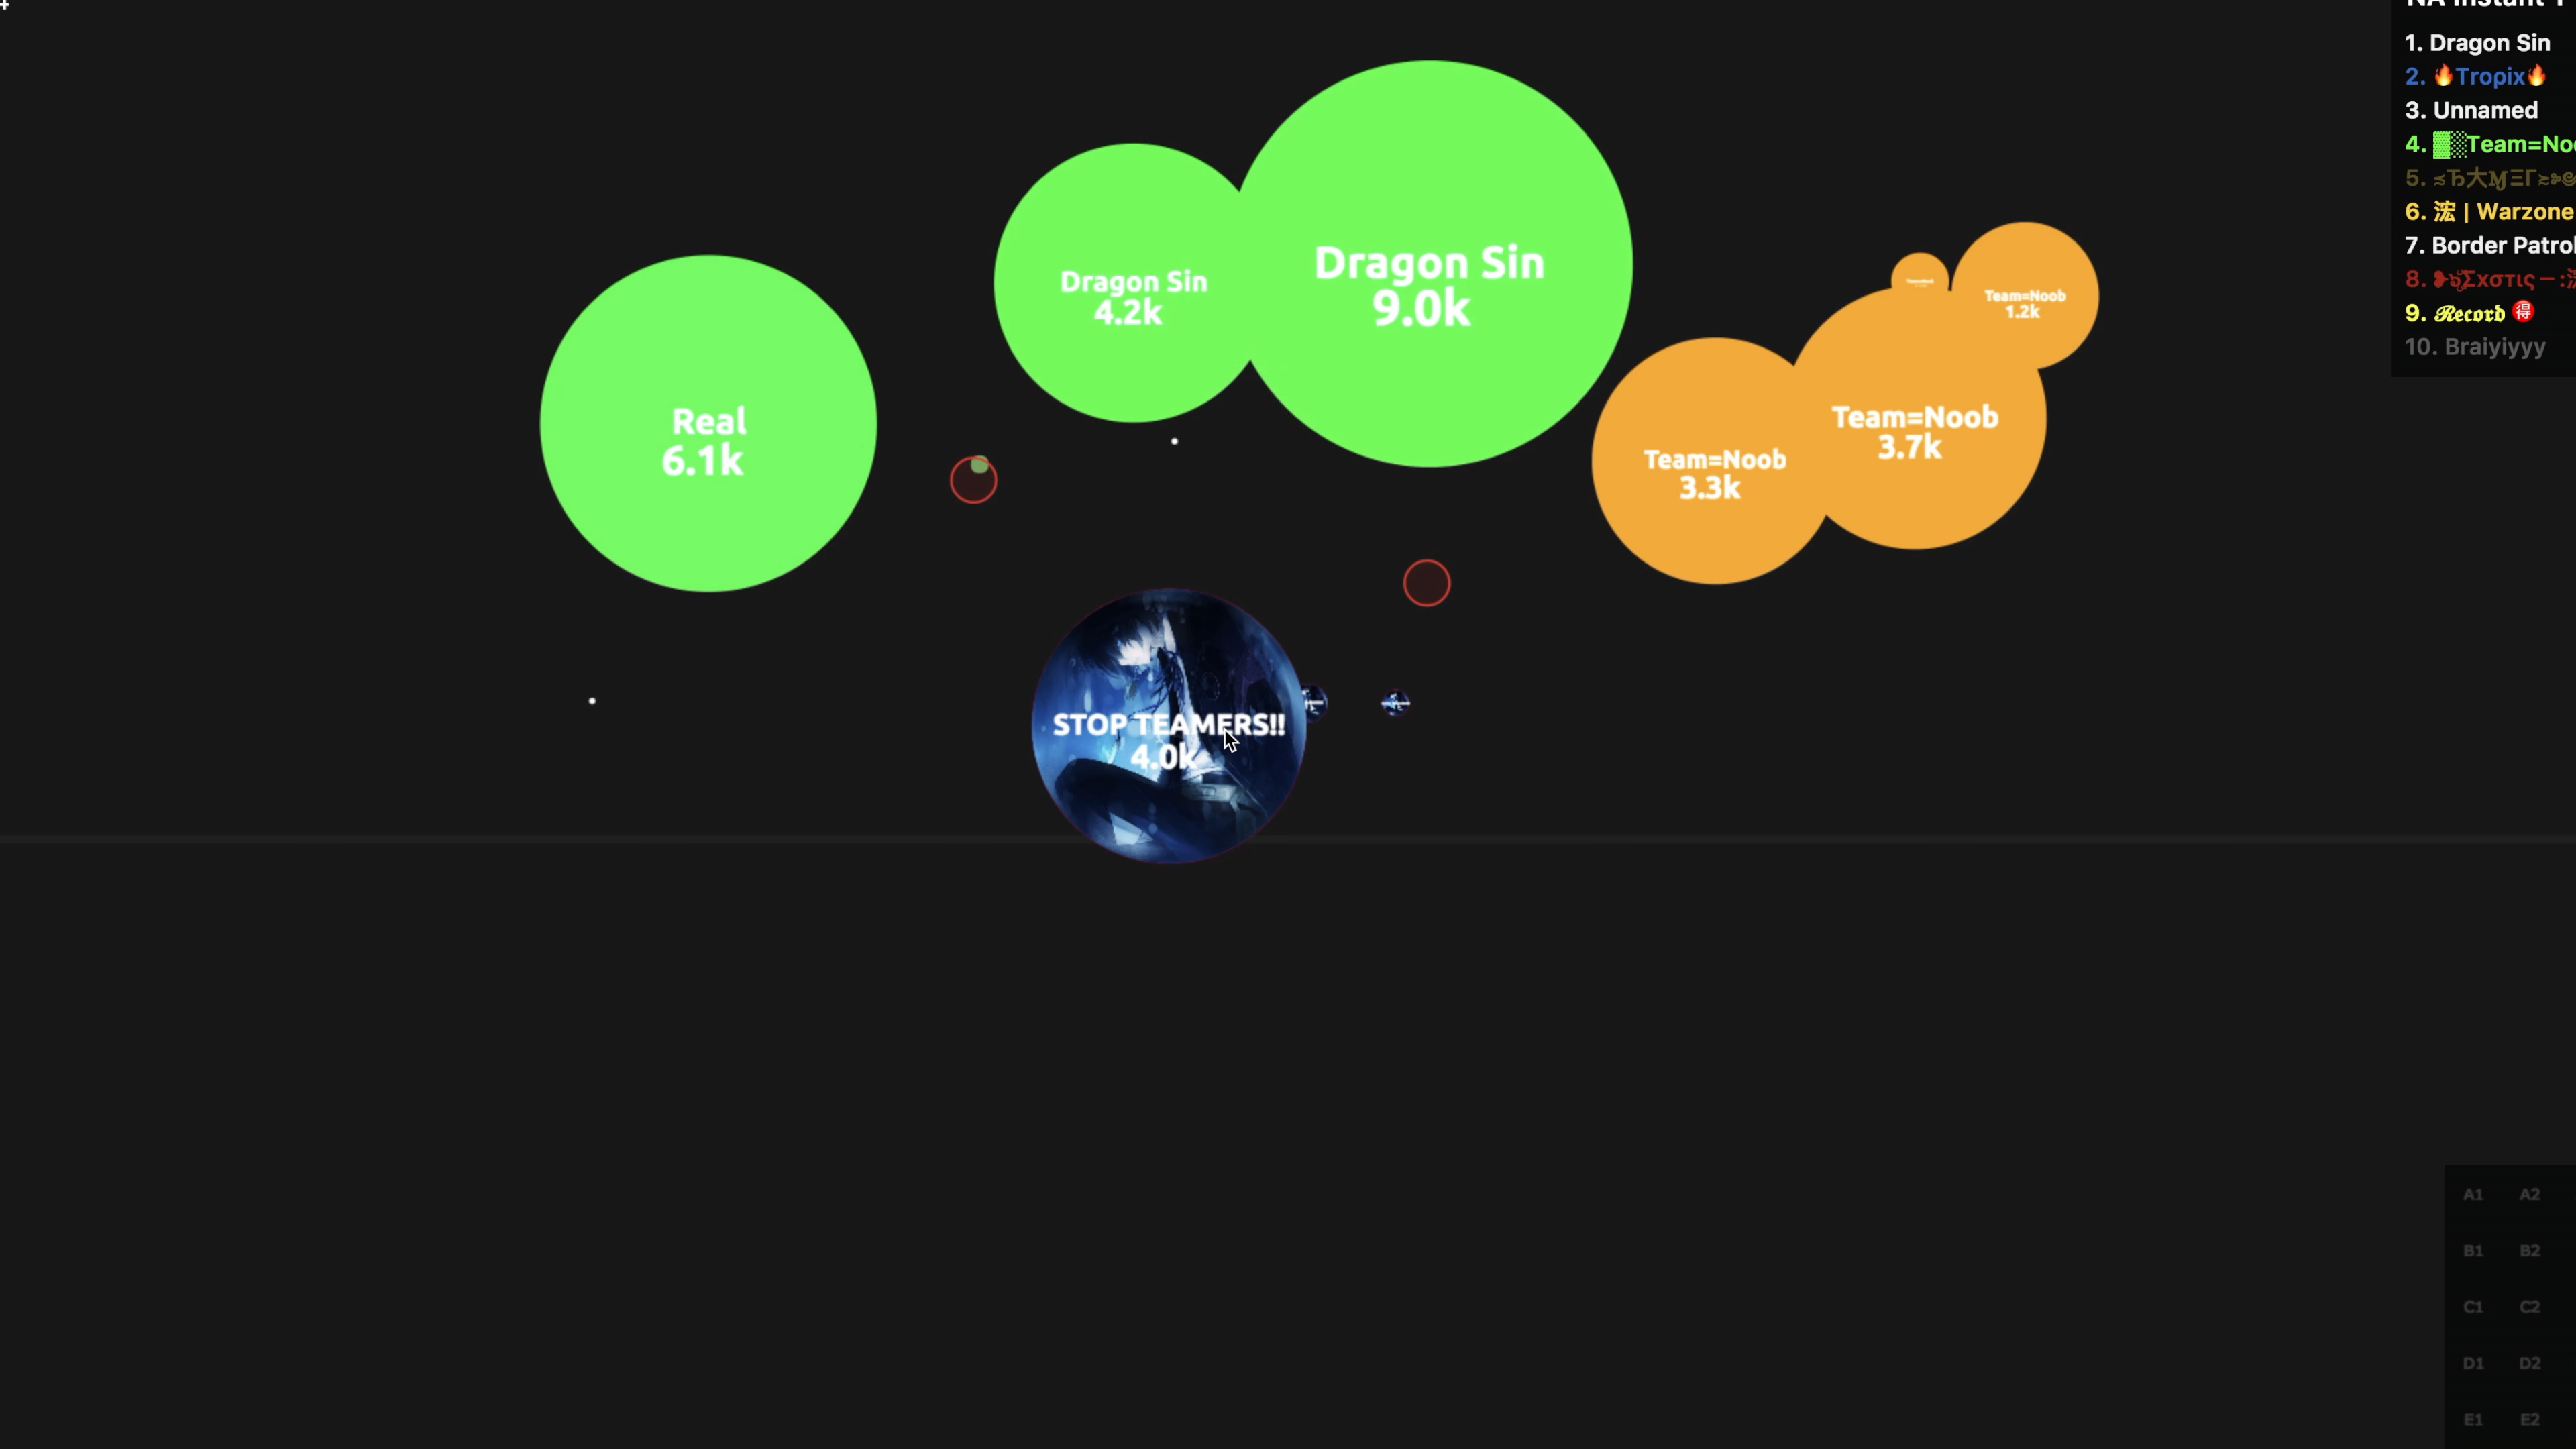 1. Dragon Sin
2. 🔥Tropix🔥
3. Unnamed
4. ▓░Team=No
6. 浤 | Warzone
7. Border Patrol
9. 𝕽𝖊𝖈𝖔𝖗𝖉 🉐
10. Braiyiyyy
Dragon Sin
9.0k
Dragon Sin
4.2k
Real
6.1k
Team=Noob
1.2k
Team=Noob
3.7k
Team=Noob
3.3k
STOP TEAMERS!!
4.0k
A1 A2
B1 B2
C1 C2
D1 D2
E1 E2